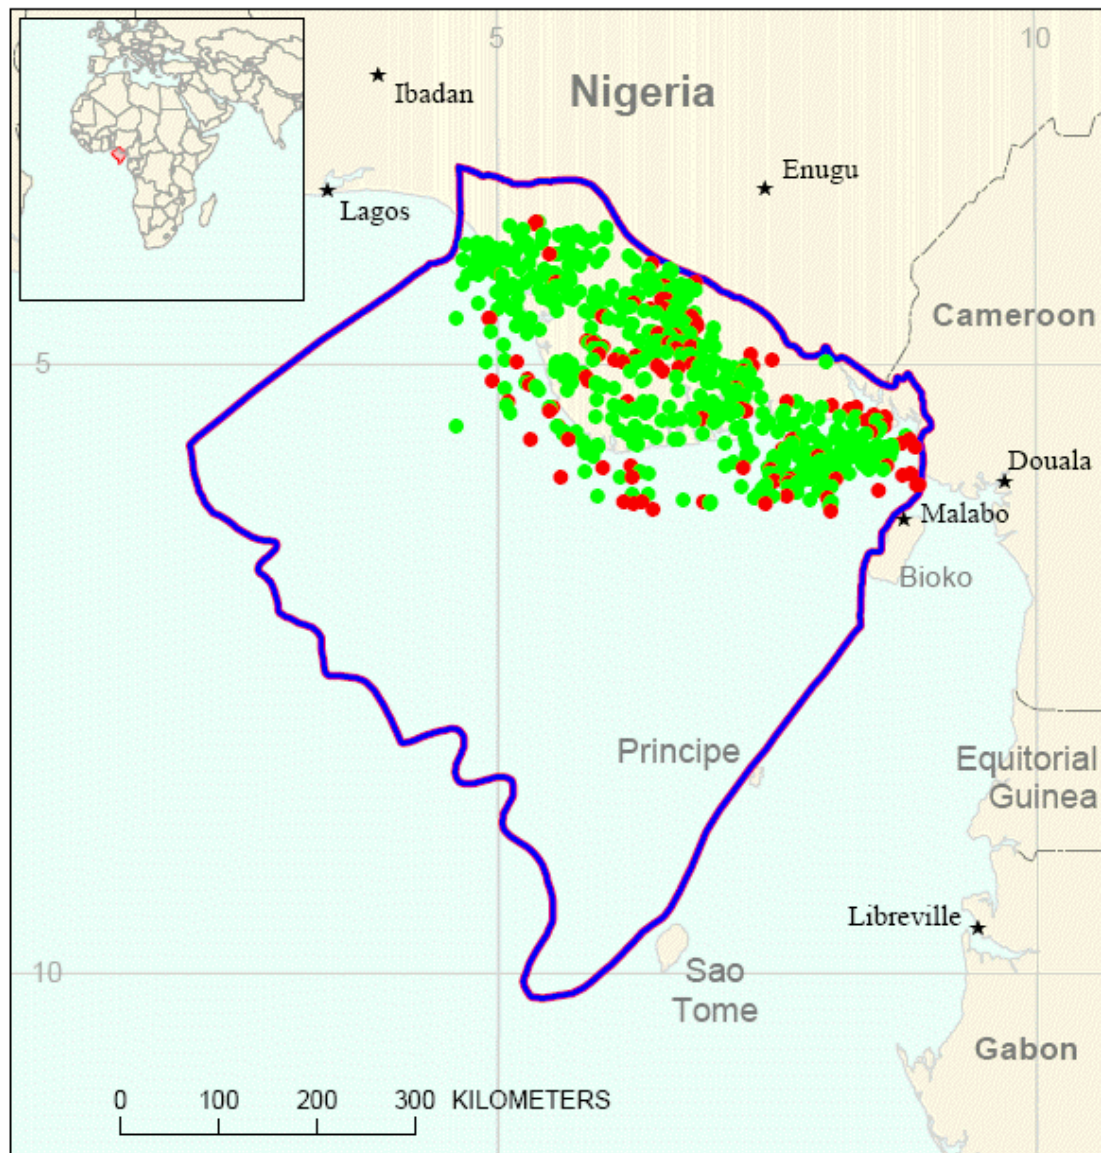 5
10
Ibadan
Nigeria
Enugu
Lagos
Cameroon
5
Douala
Malabo
Bioko
Principe
Equitorial
Guinea
Libreville
10
Sao
Tome
Gabon
0 100 200 300 KILOMETERS